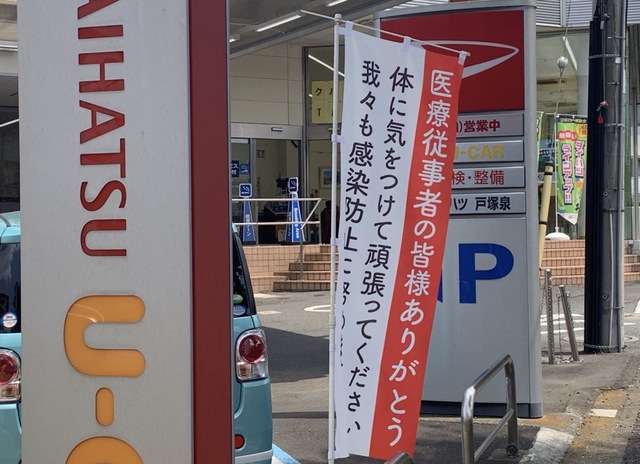 AIHATSU
U-C
医療従事者の皆様ありがとう
体に気をつけて頑張ってください
我々も感染防止に努め
営業中
U-CAR
検・整備
ハツ 戸塚泉
P